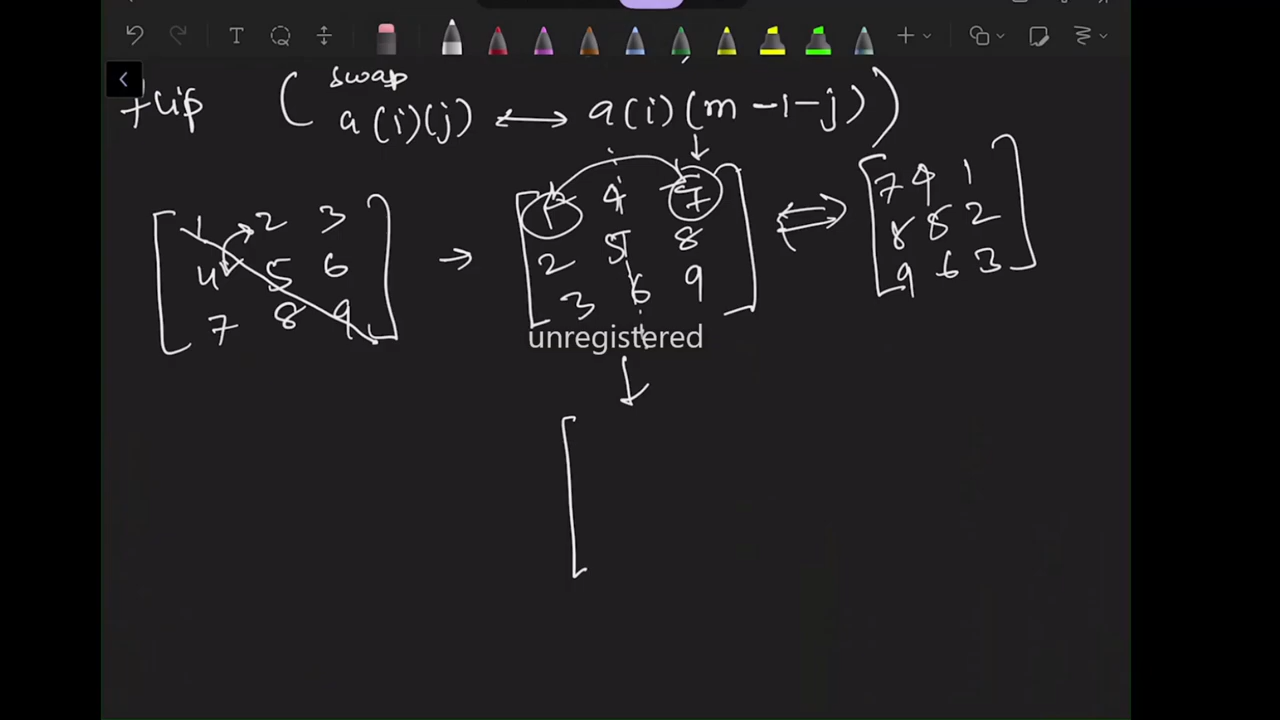 flip ( swap
a(i)(j) ↔ a(i)(m-1-j) )
[ 1 2 3
4 5 6
7 8 9 ]
→
[ 1 4 7
2 5 8
3 6 9 ]
⇔
[ 7 4 1
8 5 2
9 6 3 ]
unregistered
↓
[